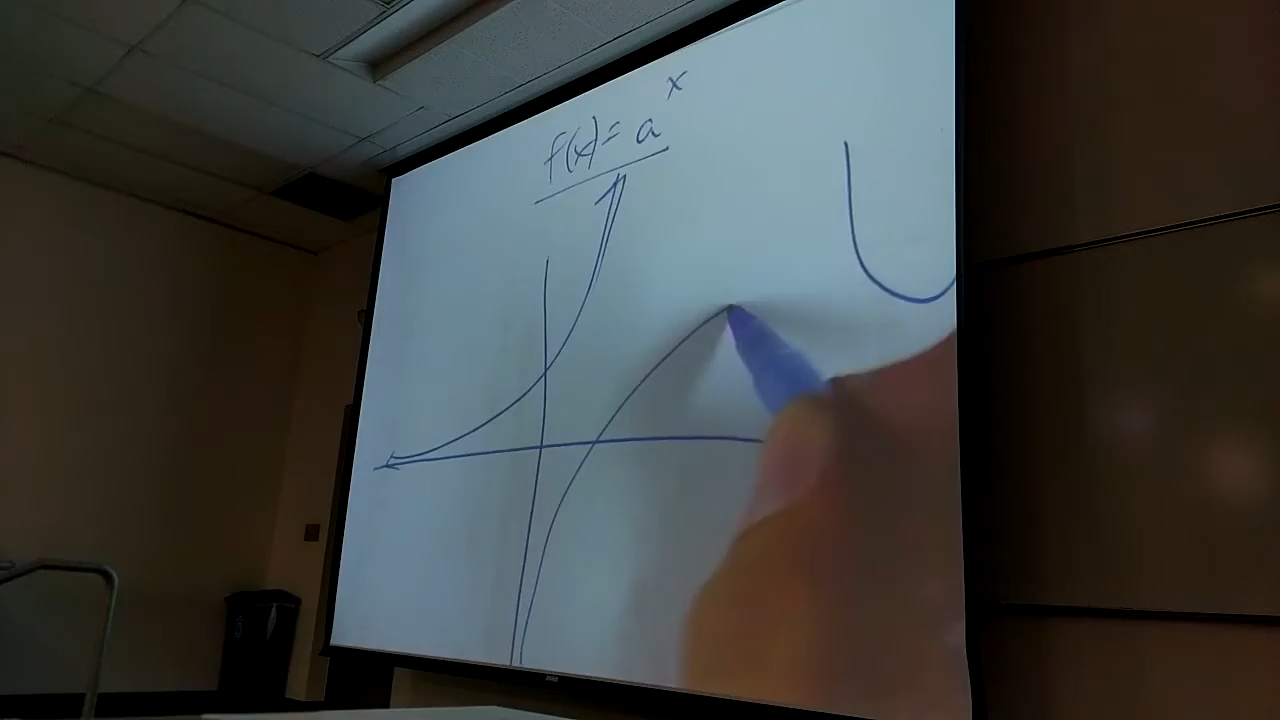 f(x) = a^x